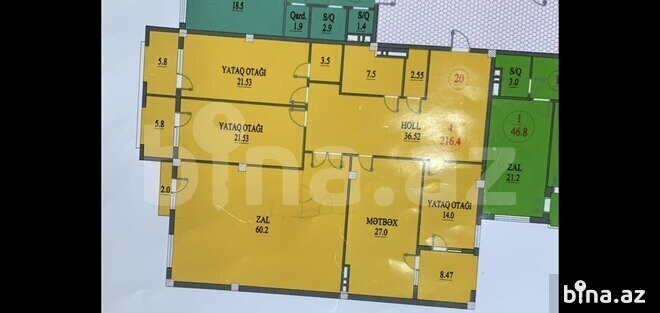 18.5
Qard.
1.9
S/Q
2.9
S/Q
1.4
5.8
YATAQ OTAĞI
21.53
3.5
7.5
2.55
20
S/Q
3.0
5.8
YATAQ OTAĞI
21.53
HOLL
36.52
4
216.4
1
46.8
ZAL
21.2
2.0
ZAL
60.2
MƏTBƏX
27.0
YATAQ OTAĞI
14.0
8.47
bina.az
bina.az